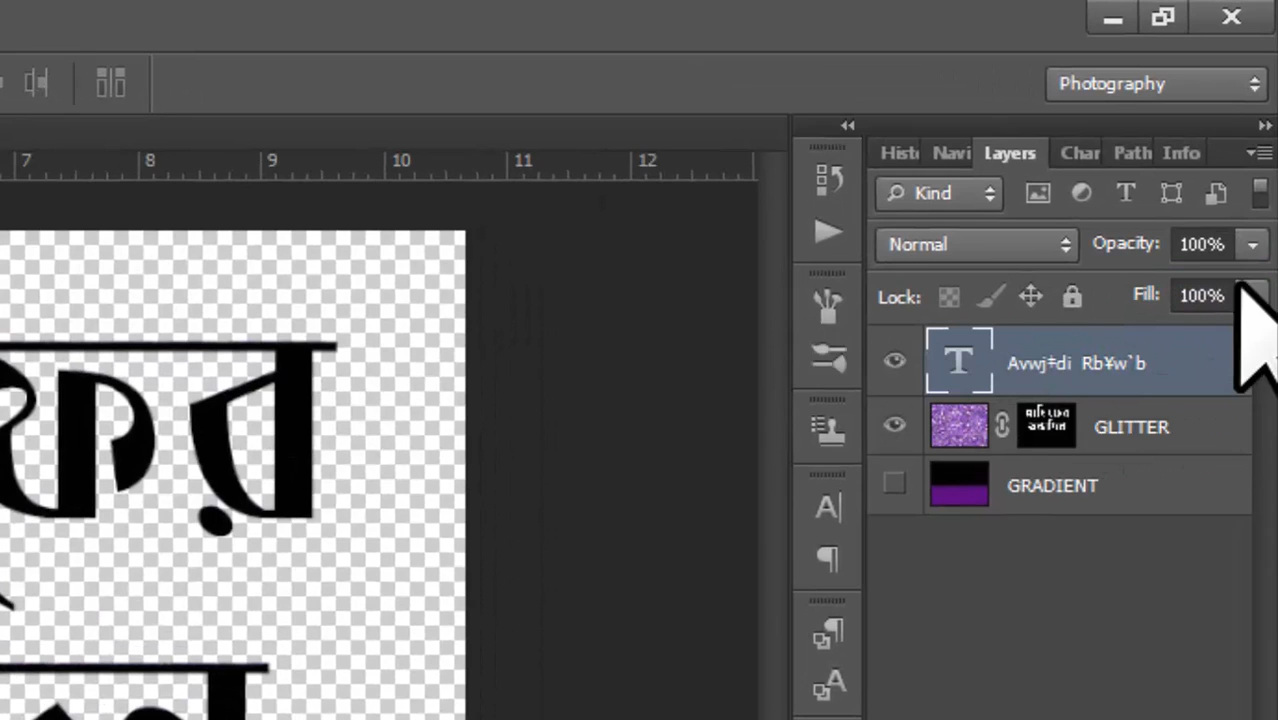 Photography
7 8 9 10 11 12
Hist Navi Layers Char Path Info
Kind T
Normal Opacity: 100%
Lock: Fill: 100%
T Avwj‡di Rb¥w`b
GLITTER
GRADIENT
কের